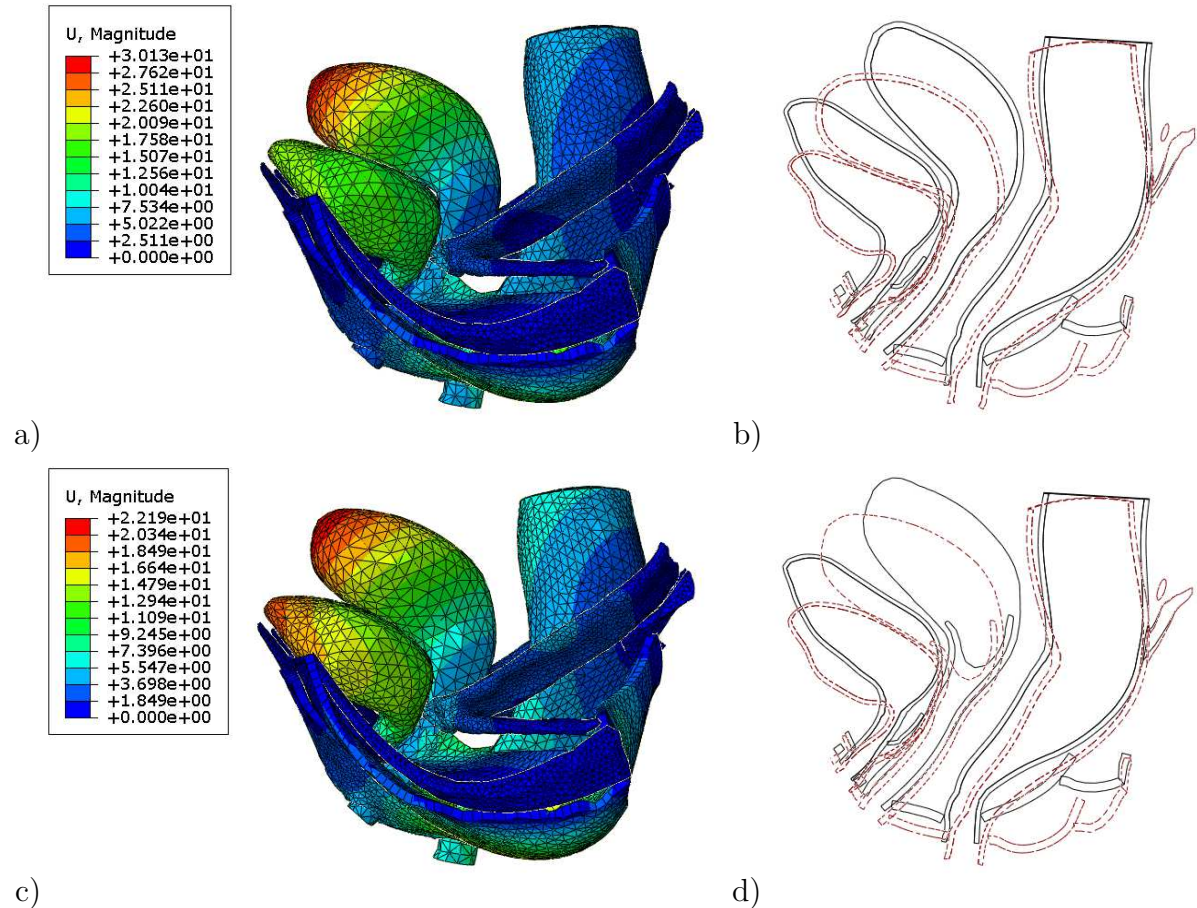 U, Magnitude
+3.013e+01
+2.762e+01
+2.511e+01
+2.260e+01
+2.009e+01
+1.758e+01
+1.507e+01
+1.256e+01
+1.004e+01
+7.534e+00
+5.022e+00
+2.511e+00
+0.000e+00
a)
b)
U, Magnitude
+2.219e+01
+2.034e+01
+1.849e+01
+1.664e+01
+1.479e+01
+1.294e+01
+1.109e+01
+9.245e+00
+7.396e+00
+5.547e+00
+3.698e+00
+1.849e+00
+0.000e+00
c)
d)